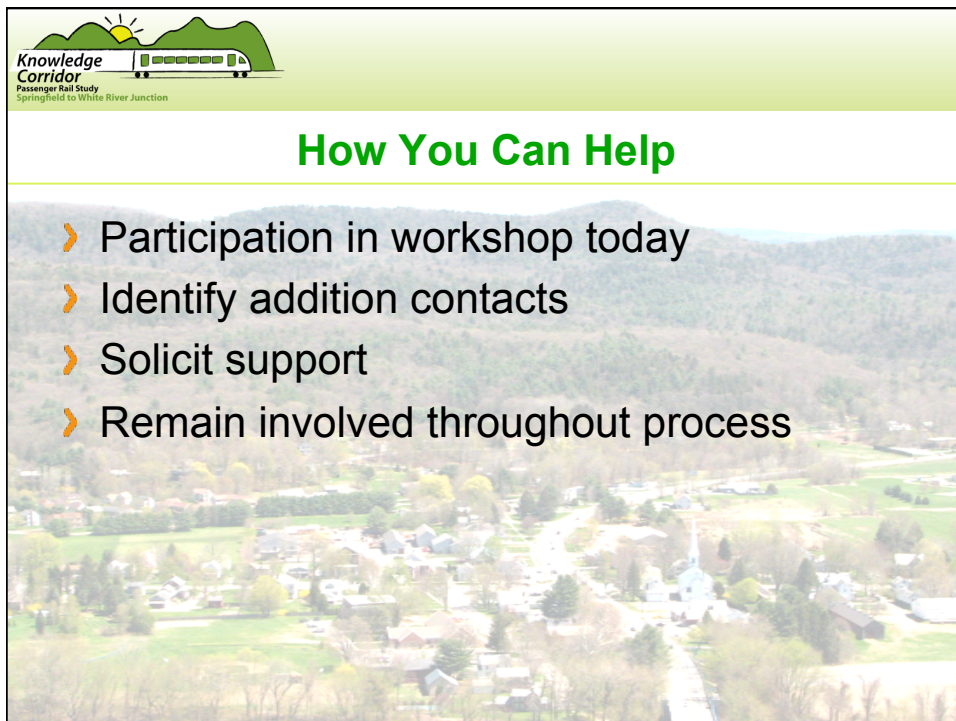 Knowledge
Corridor
Passenger Rail Study
Springfield to White River Junction
How You Can Help
Participation in workshop today
Identify addition contacts
Solicit support
Remain involved throughout process